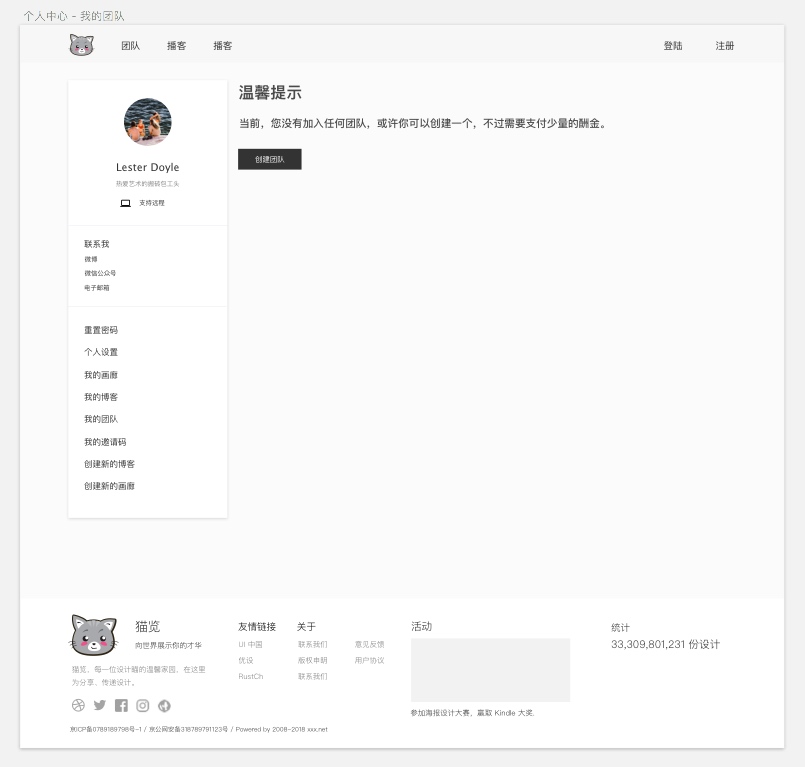 个人中心 - 我的团队
团队 播客 播客 登陆 注册
温馨提示
当前，您没有加入任何团队，或许你可以创建一个，不过需要支付少量的酬金。
创建团队
Lester Doyle
热爱艺术的搬砖包工头
支持远程
联系我
微博
微信公众号
电子邮箱
重置密码
个人设置
我的画廊
我的博客
我的团队
我的邀请码
创建新的博客
创建新的画廊
猫览
向世界展示你的才华
猫览，每一位设计喵的温馨家园，在这里
为分享、传递设计。
友情链接
UI 中国
优设
RustCh
关于
联系我们
版权申明
联系我们
意见反馈
用户协议
活动
参加海报设计大赛，赢取 Kindle 大奖.
统计
33,309,801,231 份设计
京ICP备0789189798号-1 / 京公网安备318789791123号 / Powered by 2008-2018 xxx.net